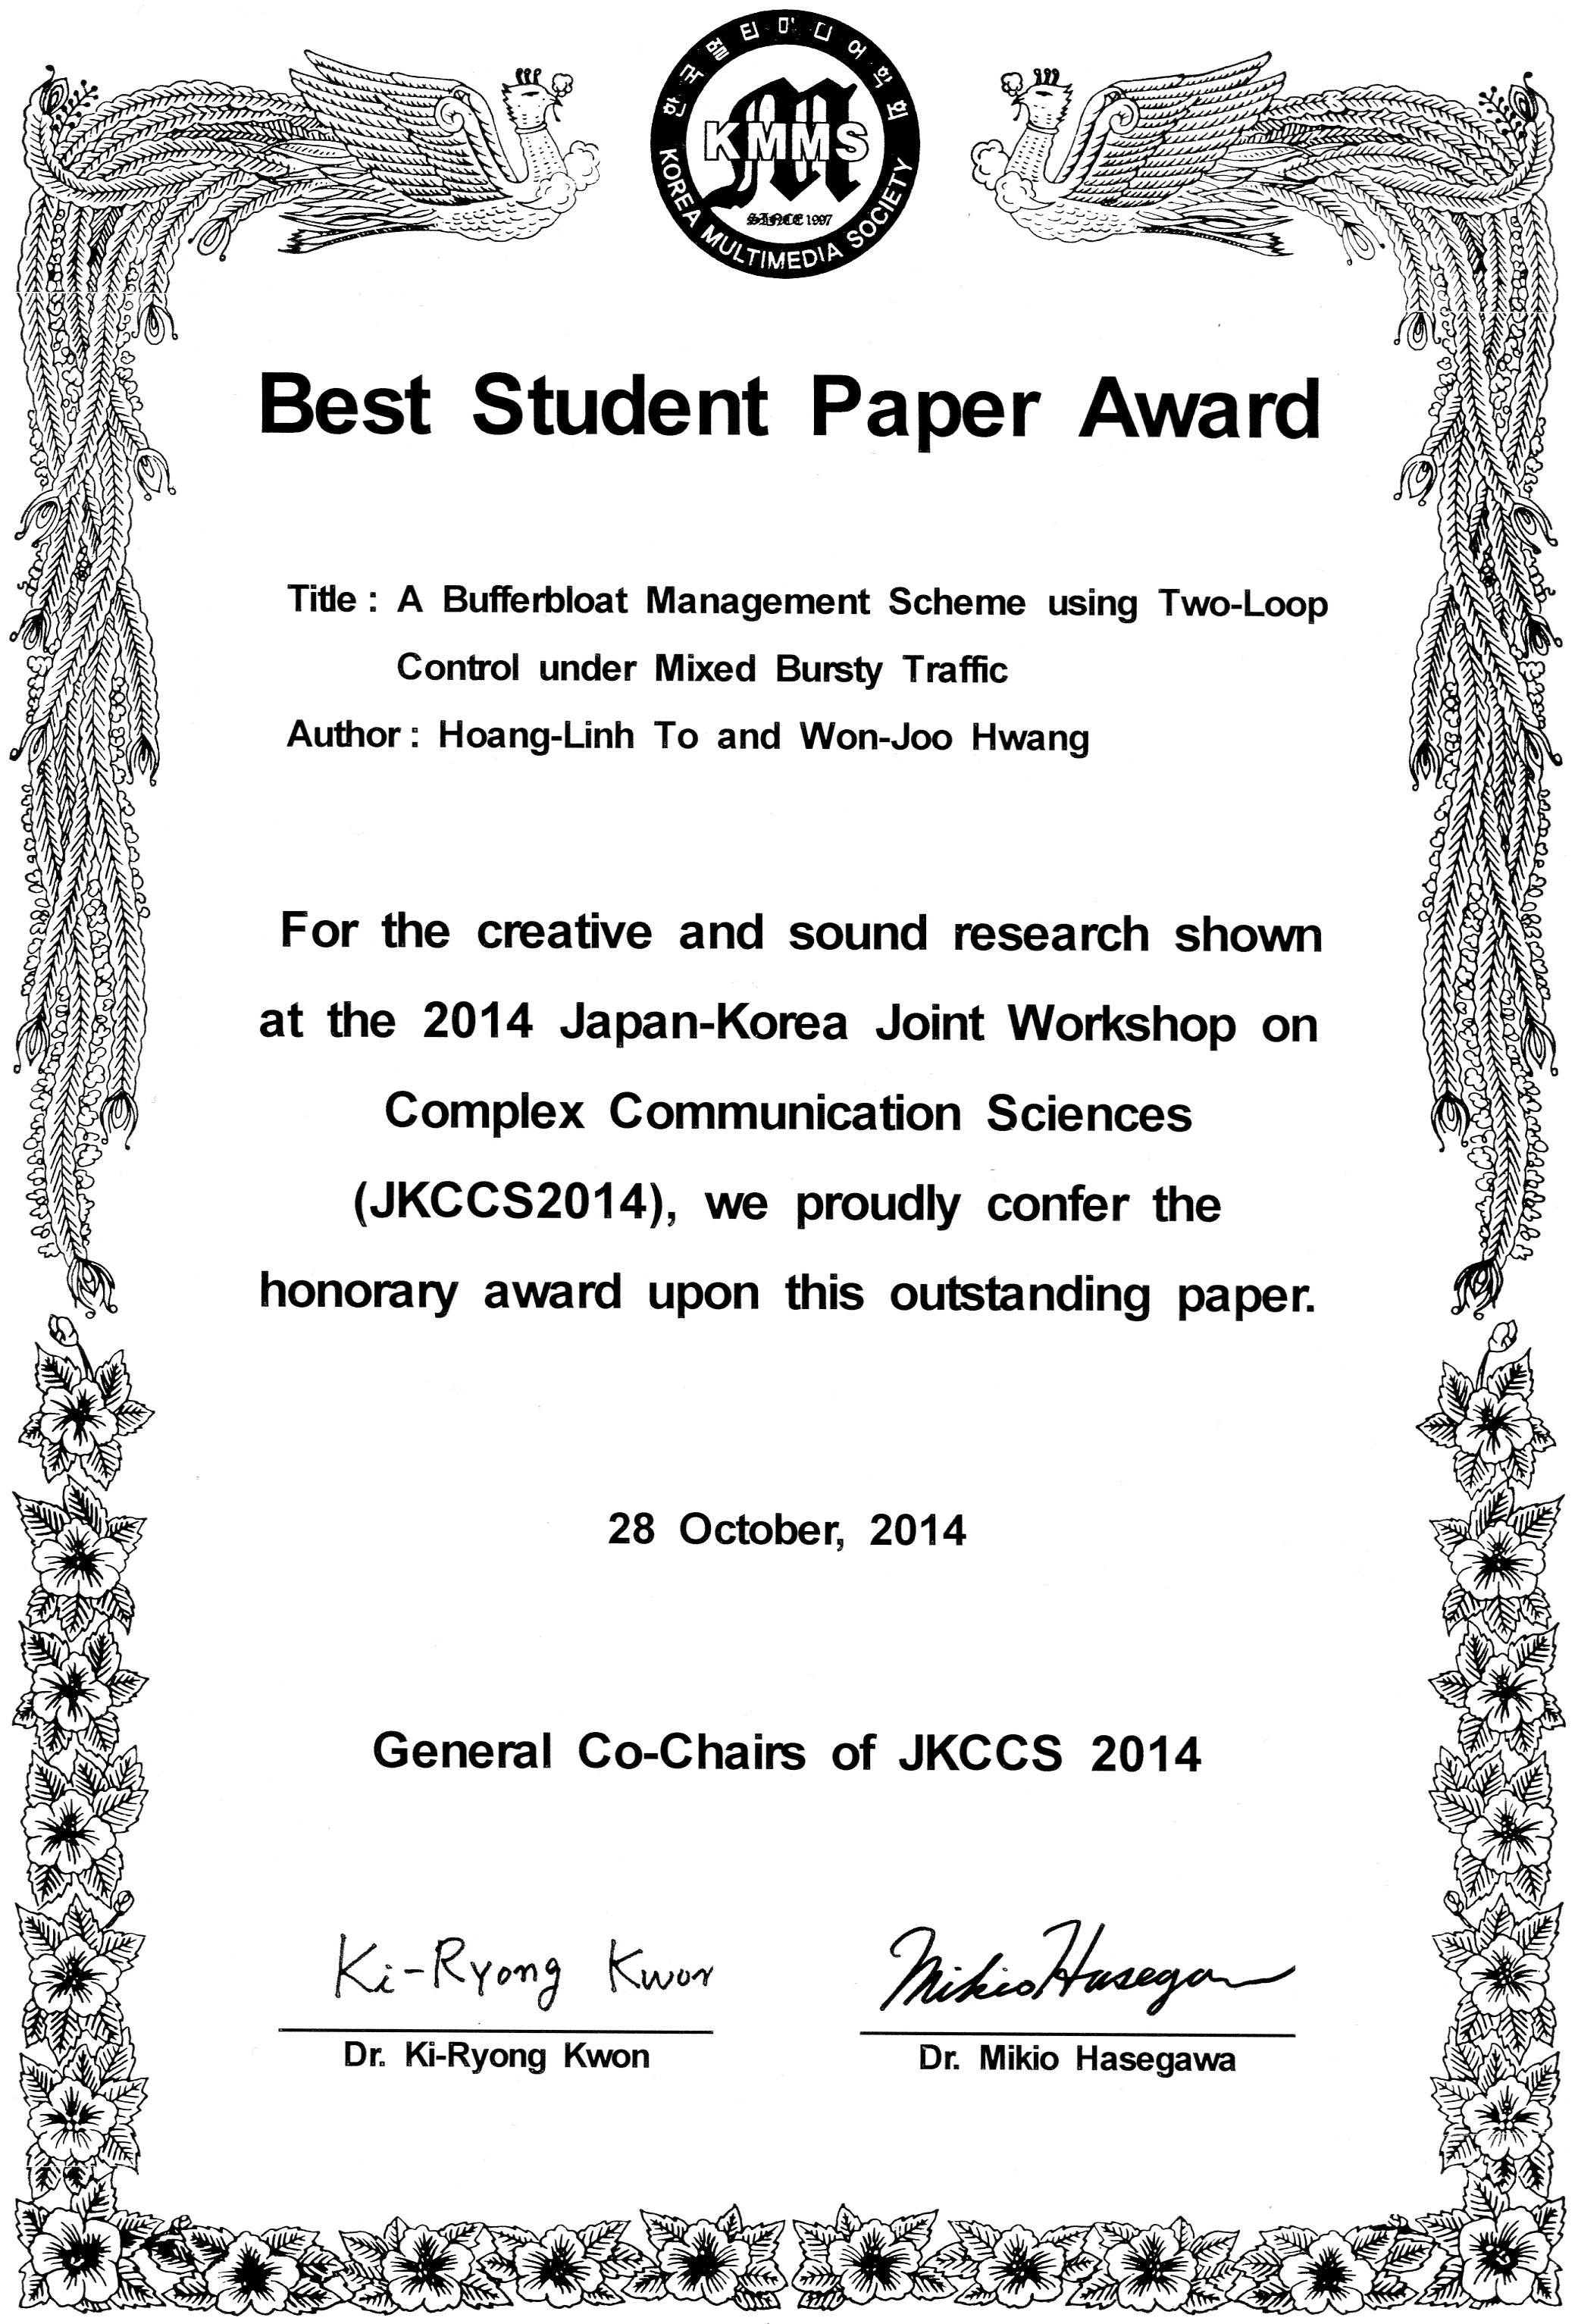 한국멀티미디어학회
KMMS
SINCE 1997
KOREA MULTIMEDIA SOCIETY
Best Student Paper Award
Title : A Bufferbloat Management Scheme using Two-Loop
Control under Mixed Bursty Traffic
Author : Hoang-Linh To and Won-Joo Hwang
For the creative and sound research shown
at the 2014 Japan-Korea Joint Workshop on
Complex Communication Sciences
(JKCCS2014), we proudly confer the
honorary award upon this outstanding paper.
28 October, 2014
General Co-Chairs of JKCCS 2014
Ki-Ryong Kwon Mikio Hasegawa
Dr. Ki-Ryong Kwon Dr. Mikio Hasegawa